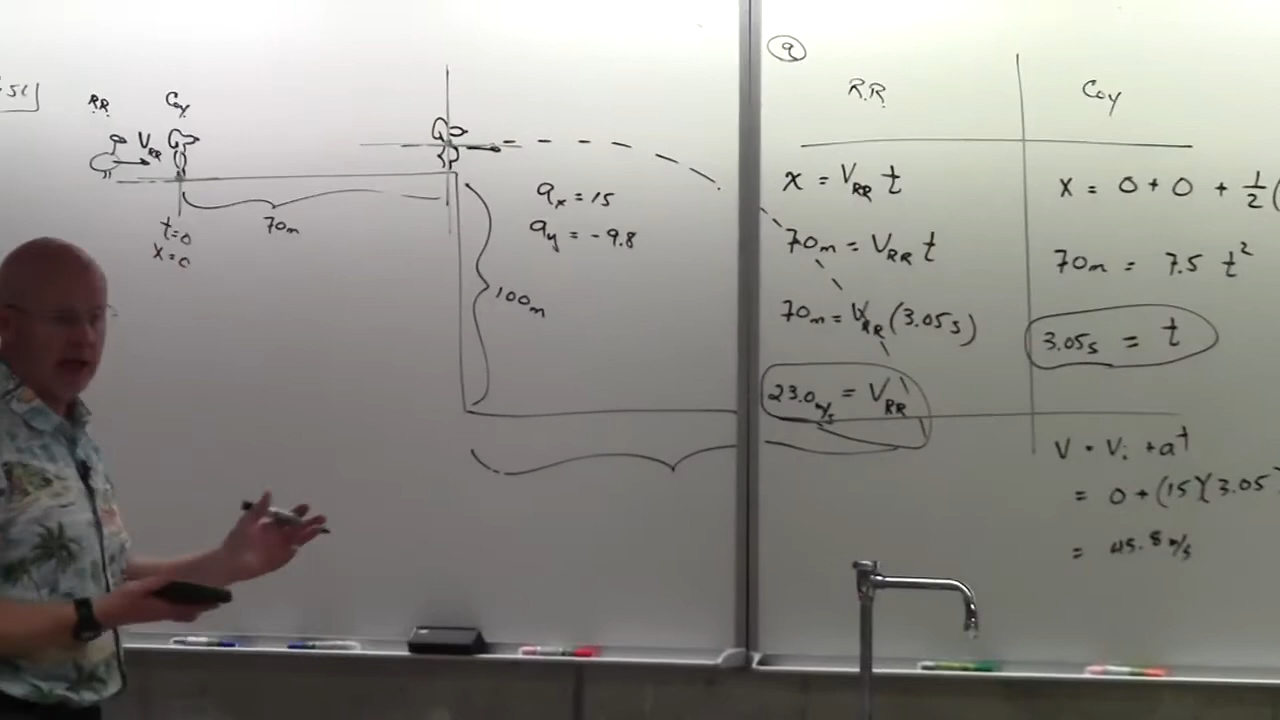 5L
RR
Coy
V_RR
t=0
x=0
70m
100m
a_x = 15
a_y = -9.8
a
R.R
Coy
x = V_RR t
x = 0 + 0 + 1/2 (
70m = V_RR t
70m = 7.5 t²
70m = V_RR (3.05s)
3.05s = t
23.0 m/s = V_RR
V = V_i + at
= 0 + (15)(3.05
= 45.8 m/s